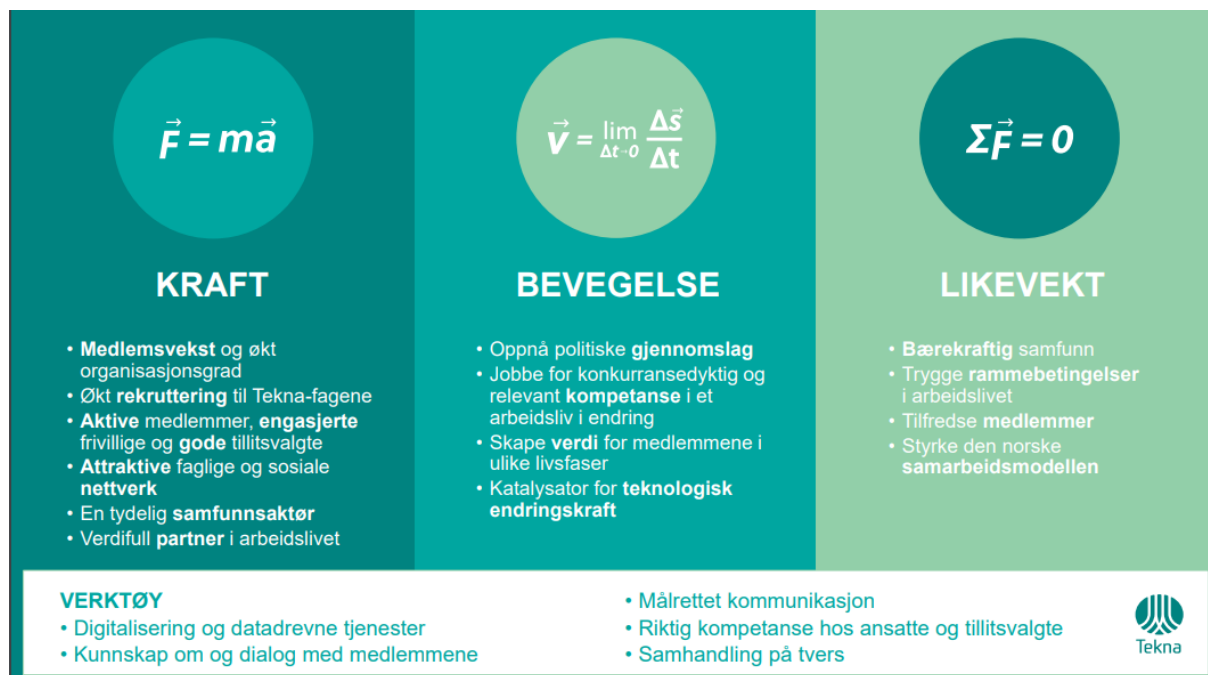 F⃗ = ma⃗
KRAFT
• Medlemsvekst og økt
organisasjonsgrad
• Økt rekruttering til Tekna-fagene
• Aktive medlemmer, engasjerte
frivillige og gode tillitsvalgte
• Attraktive faglige og sosiale
nettverk
• En tydelig samfunnsaktør
• Verdifull partner i arbeidslivet
v⃗ = lim Δt→0 Δs⃗/Δt
BEVEGELSE
• Oppnå politiske gjennomslag
• Jobbe for konkurransedyktig og
relevant kompetanse i et
arbeidsliv i endring
• Skape verdi for medlemmene i
ulike livsfaser
• Katalysator for teknologisk
endringskraft
ΣF⃗ = 0
LIKEVEKT
• Bærekraftig samfunn
• Trygge rammebetingelser
i arbeidslivet
• Tilfredse medlemmer
• Styrke den norske
samarbeidsmodellen
VERKTØY
• Digitalisering og datadrevne tjenester
• Kunnskap om og dialog med medlemmene
• Målrettet kommunikasjon
• Riktig kompetanse hos ansatte og tillitsvalgte
• Samhandling på tvers
Tekna